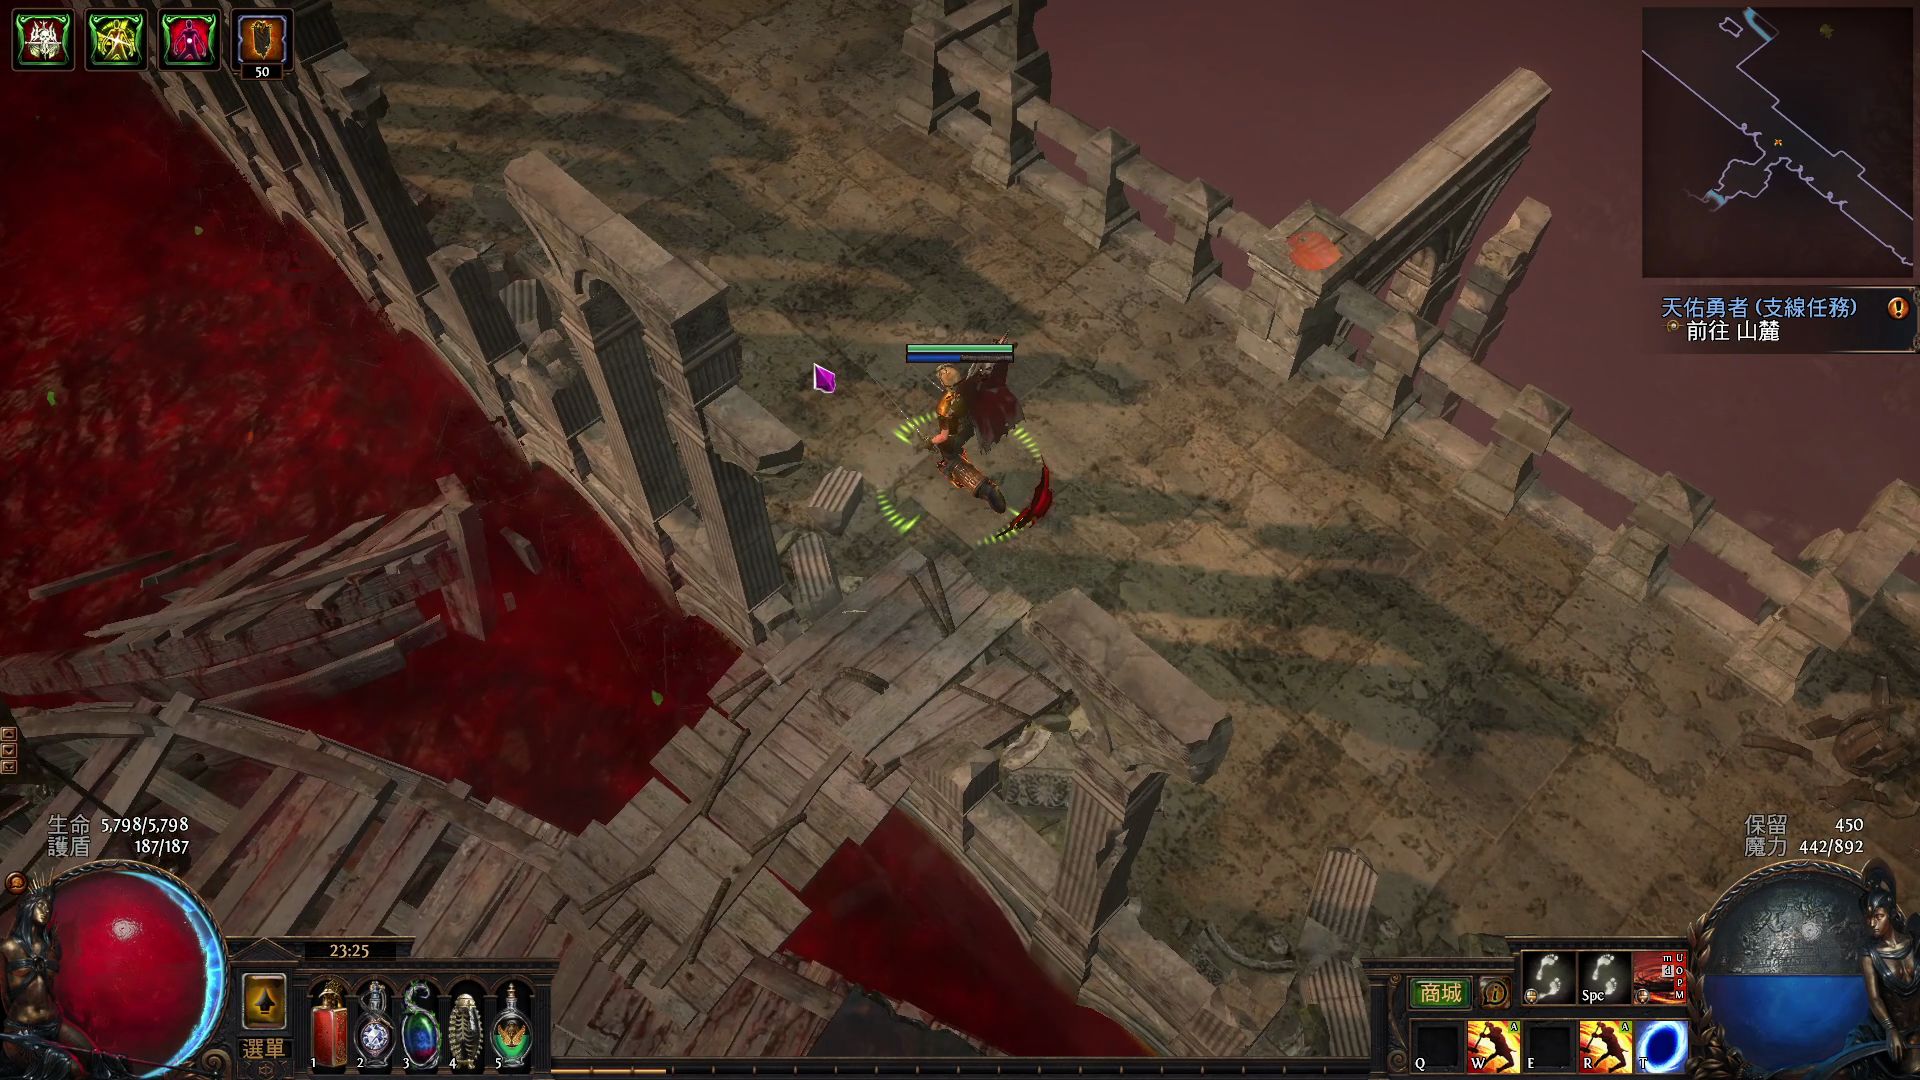 50
天佑勇者 (支線任務)
前往 山麓
生命 5,798/5,798
護盾 187/187
保留 450
魔力 442/892
23:25
選單
1 2 3 4 5
商城
Spc
m U
d O
P
M
Q W A E R A T